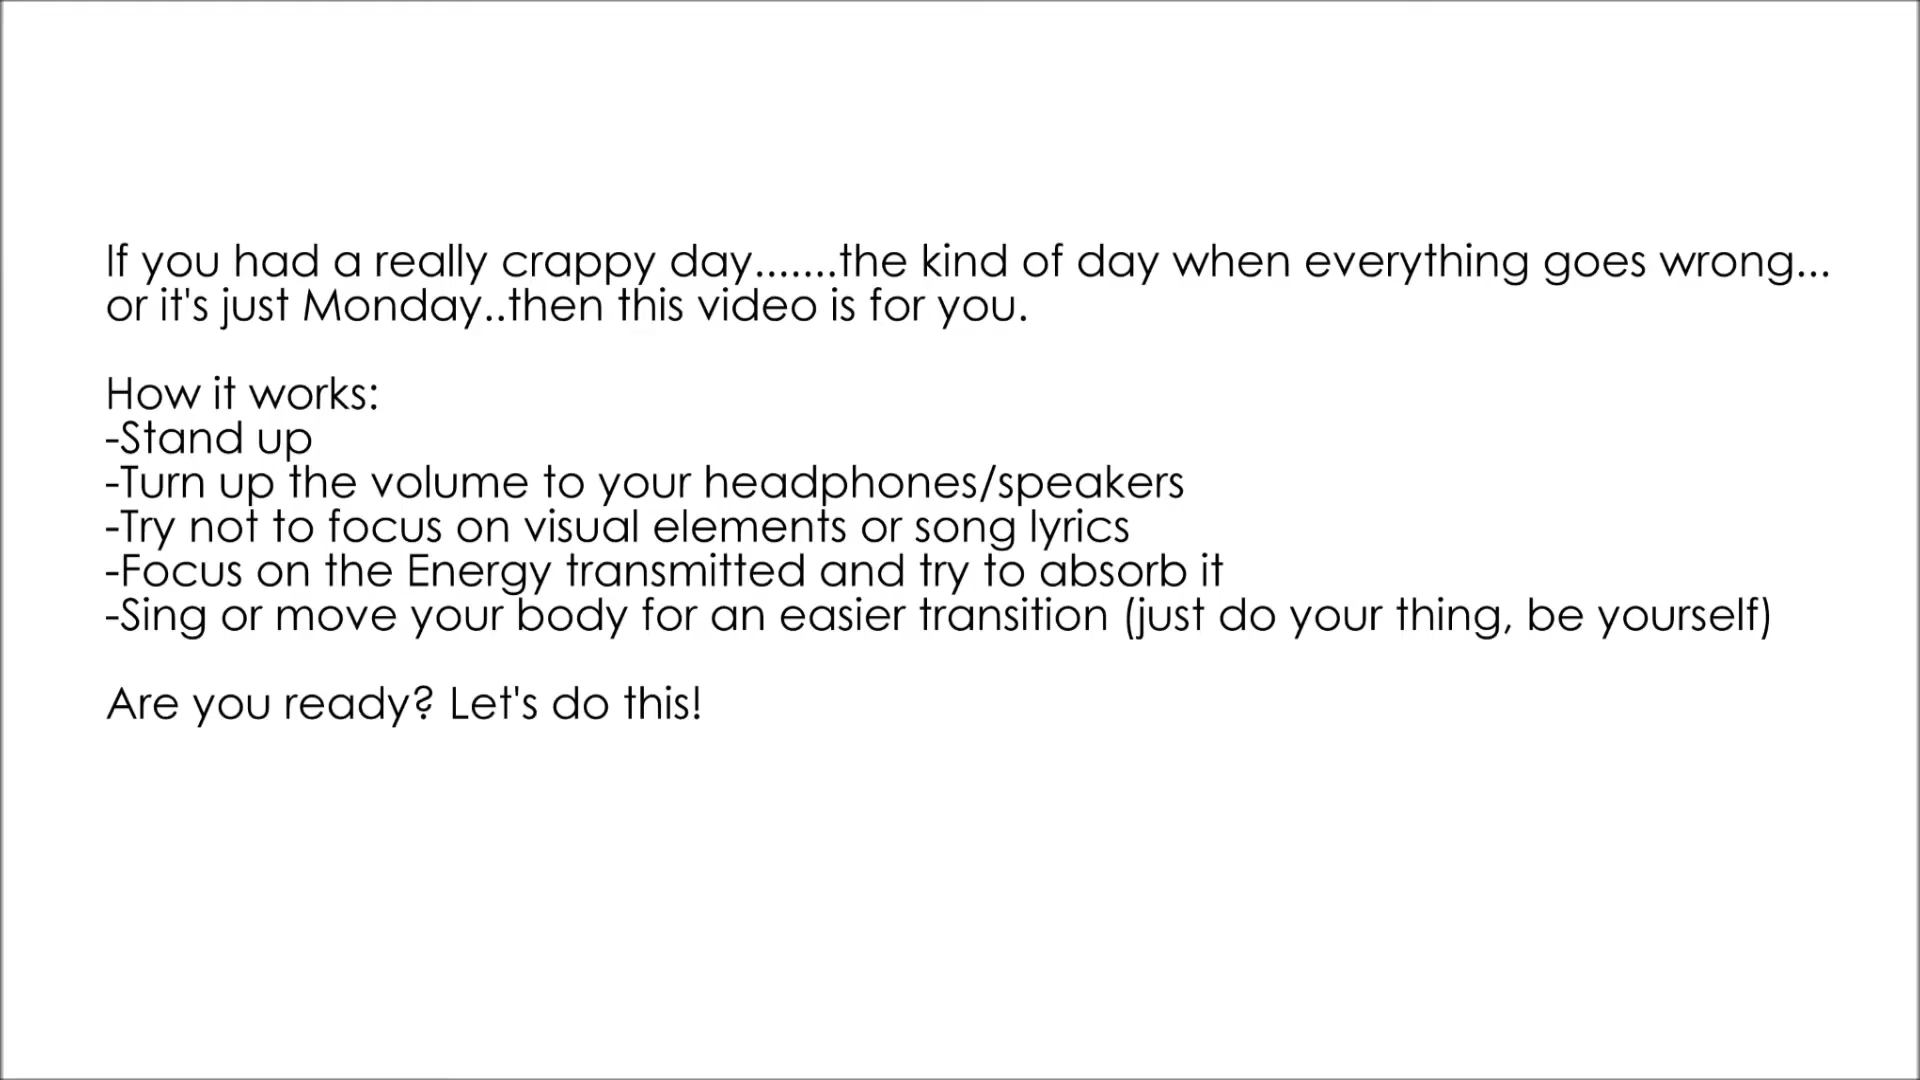 If you had a really crappy day.......the kind of day when everything goes wrong...
or it's just Monday..then this video is for you.
How it works:
-Stand up
-Turn up the volume to your headphones/speakers
-Try not to focus on visual elements or song lyrics
-Focus on the Energy transmitted and try to absorb it
-Sing or move your body for an easier transition (just do your thing, be yourself)
Are you ready? Let's do this!